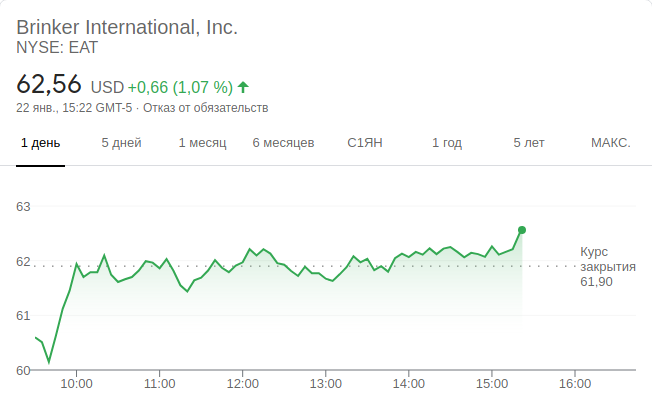 Brinker International, Inc.
NYSE: EAT
62,56 USD +0,66 (1,07 %)
22 янв., 15:22 GMT-5 · Отказ от обязательств
1 день 5 дней 1 месяц 6 месяцев С1ЯН 1 год 5 лет МАКС.
63
62
61
60
Курс
закрытия
61,90
10:00 11:00 12:00 13:00 14:00 15:00 16:00